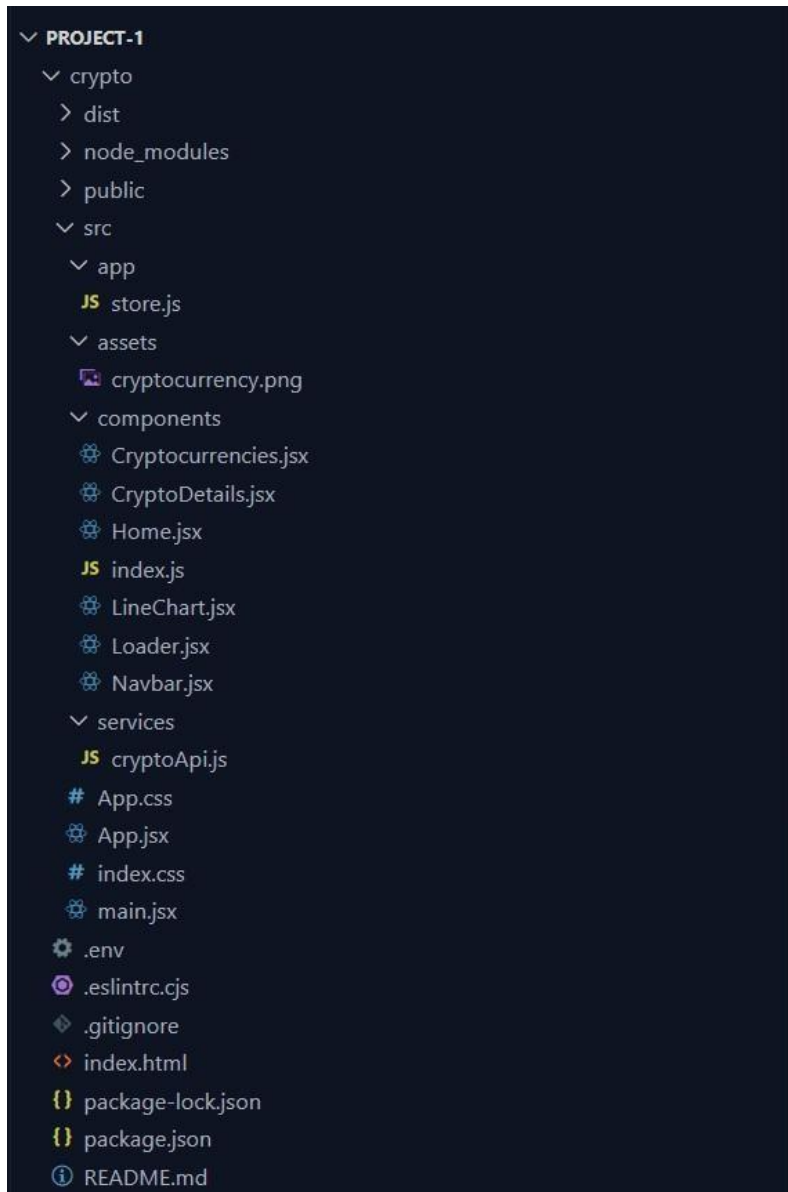 PROJECT-1
crypto
dist
node_modules
public
src
app
JS store.js
assets
cryptocurrency.png
components
Cryptocurrencies.jsx
CryptoDetails.jsx
Home.jsx
JS index.js
LineChart.jsx
Loader.jsx
Navbar.jsx
services
JS cryptoApi.js
# App.css
App.jsx
# index.css
main.jsx
.env
.eslintrc.cjs
.gitignore
<> index.html
{} package-lock.json
{} package.json
README.md